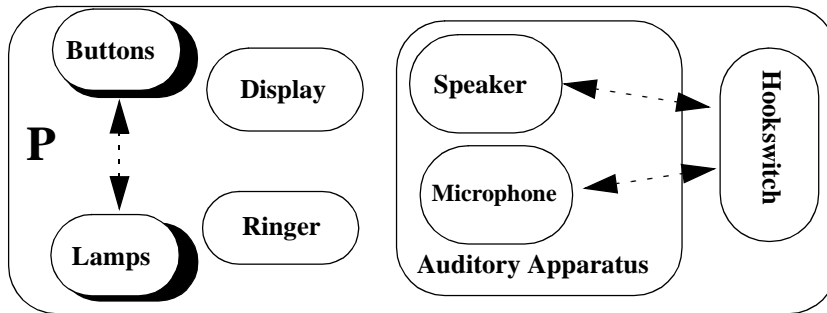 Buttons
Display
Speaker
Hookswitch
P
Microphone
Ringer
Lamps
Auditory Apparatus